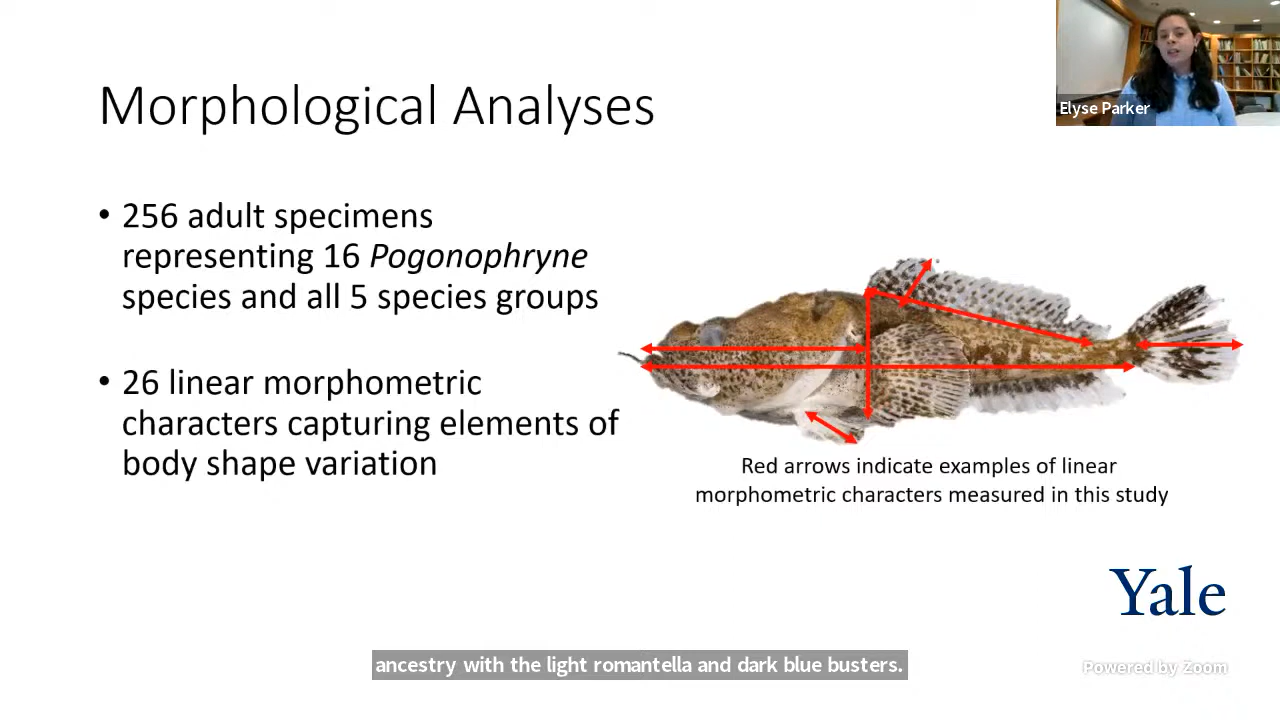 Elyse Parker
Morphological Analyses
• 256 adult specimens
representing 16 Pogonophryne
species and all 5 species groups
• 26 linear morphometric
characters capturing elements of
body shape variation
Red arrows indicate examples of linear
morphometric characters measured in this study
Yale
ancestry with the light romantella and dark blue busters.
Powered by Zoom